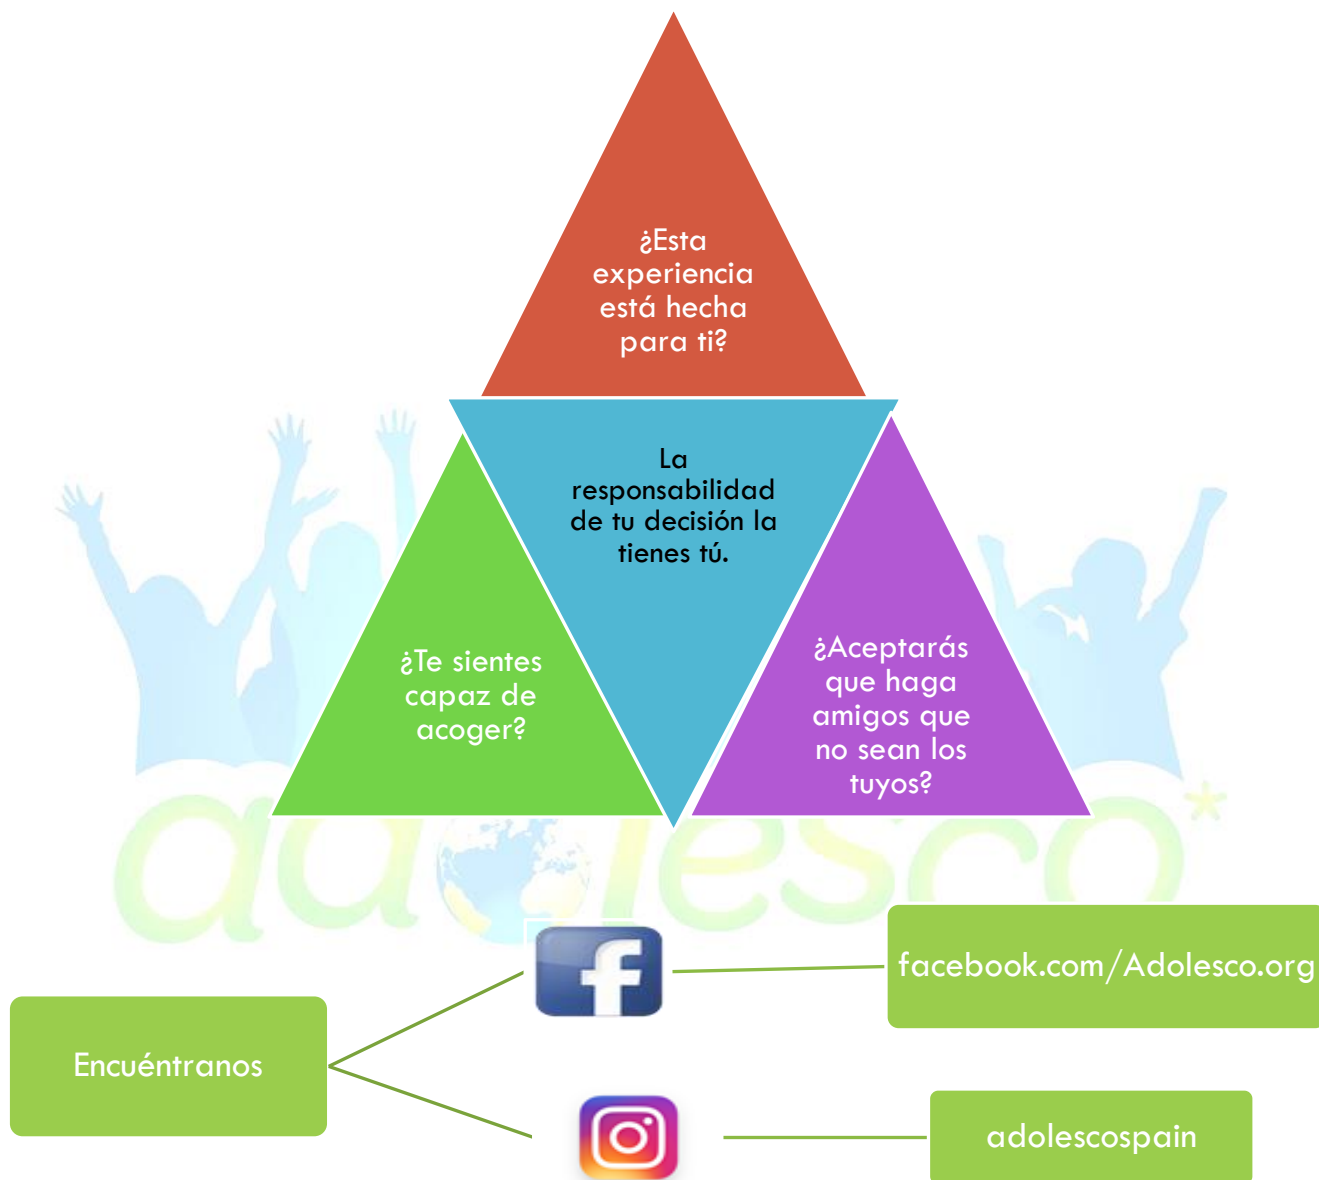 ¿Esta
experiencia
está hecha
para ti?
La
responsabilidad
de tu decisión la
tienes tú.
¿Te sientes
capaz de
acoger?
¿Aceptarás
que haga
amigos que
no sean los
tuyos?
adolesco*
f
facebook.com/Adolesco.org
Encuéntranos
adolescospain